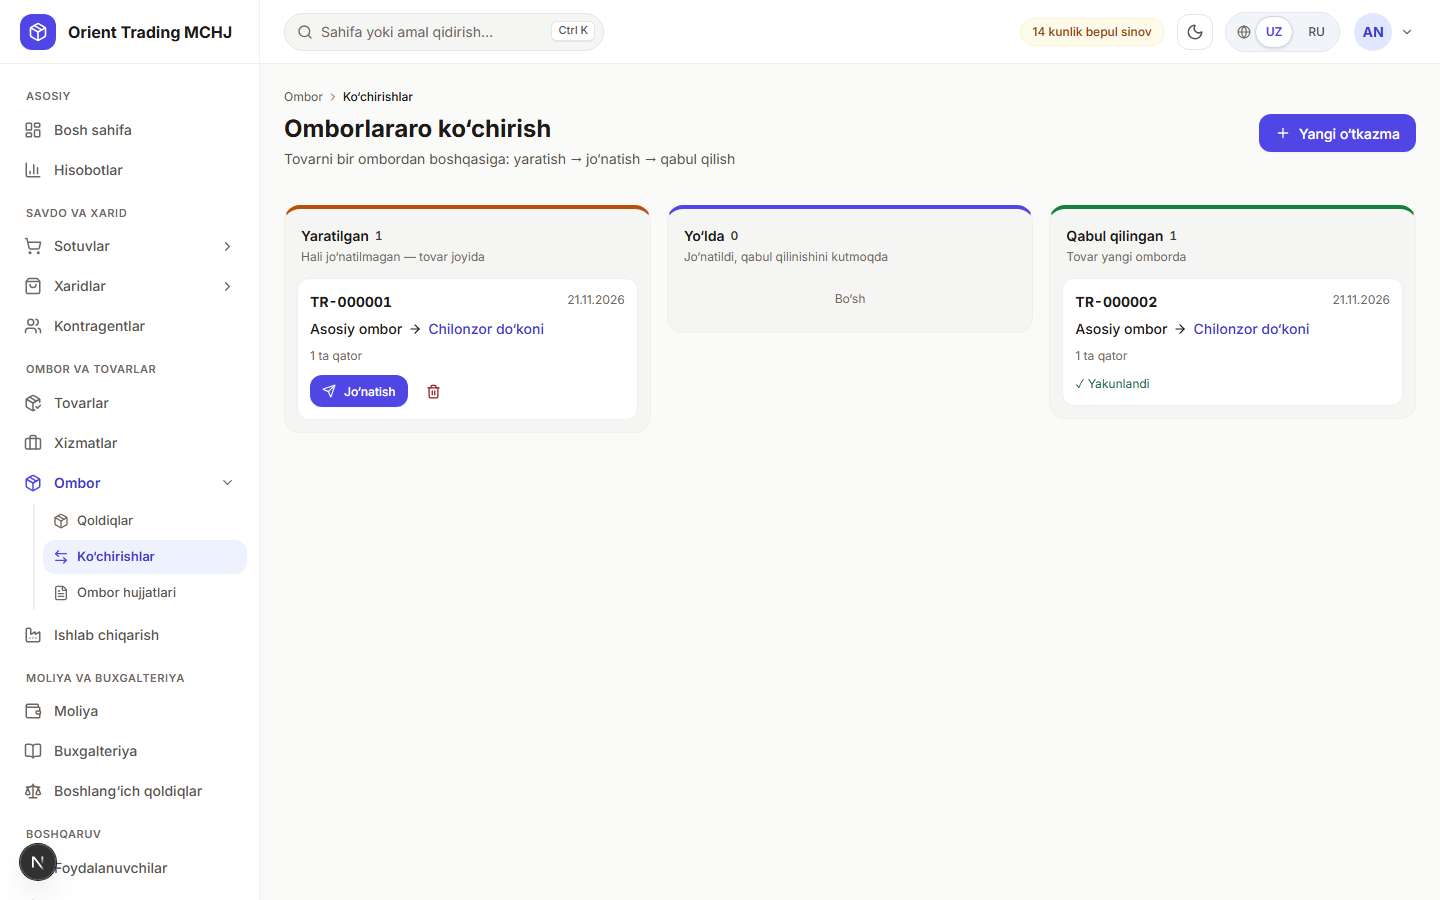 Orient Trading MCHJ
Sahifa yoki amal qidirish...
Ctrl K
14 kunlik bepul sinov
UZ
RU
AN
ASOSIY
Bosh sahifa
Hisobotlar
SAVDO VA XARID
Sotuvlar
Xaridlar
Kontragentlar
OMBOR VA TOVARLAR
Tovarlar
Xizmatlar
Ombor
Qoldiqlar
Ko‘chirishlar
Ombor hujjatlari
Ishlab chiqarish
MOLIYA VA BUXGALTERIYA
Moliya
Buxgalteriya
Boshlang‘ich qoldiqlar
BOSHQARUV
N
Foydalanuvchilar
Ombor > Ko‘chirishlar
Omborlararo ko‘chirish
Tovarni bir ombordan boshqasiga: yaratish → jo‘natish → qabul qilish
+ Yangi o‘tkazma
Yaratilgan 1
Hali jo‘natilmagan — tovar joyida
TR-000001
21.11.2026
Asosiy ombor → Chilonzor do‘koni
1 ta qator
Jo‘natish
Yo‘lda 0
Jo‘natildi, qabul qilinishini kutmoqda
Bo‘sh
Qabul qilingan 1
Tovar yangi omborda
TR-000002
21.11.2026
Asosiy ombor → Chilonzor do‘koni
1 ta qator
✓ Yakunlandi